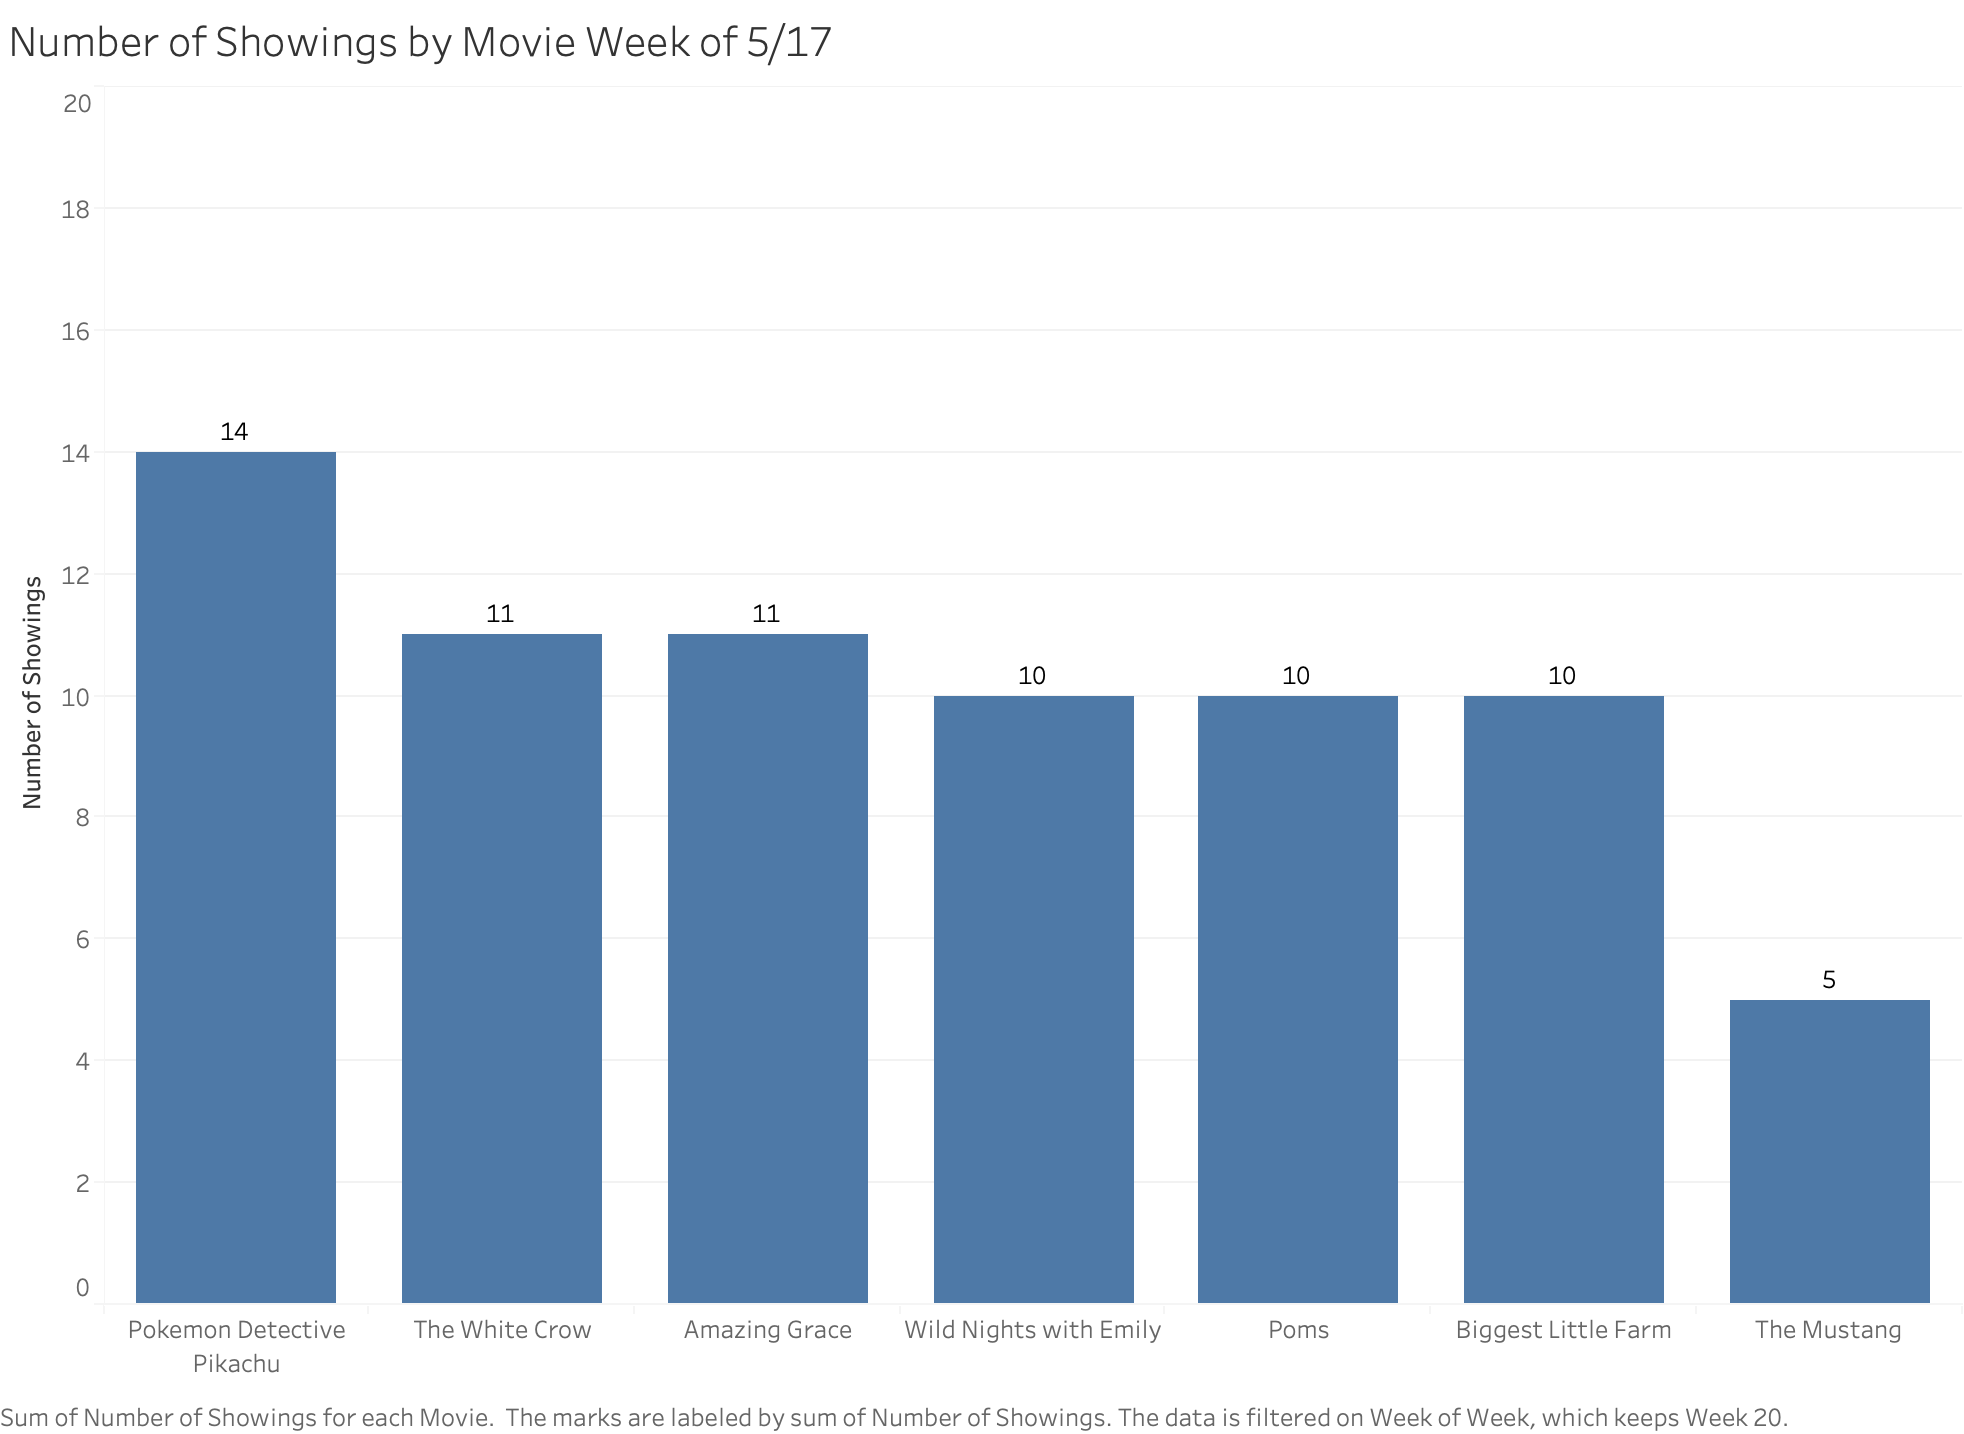 Number of Showings by Movie Week of 5/17
20
18
16
14
12
10
8
6
4
2
0
Number of Showings
14
11
11
10
10
10
5
Pokemon Detective
Pikachu
The White Crow
Amazing Grace
Wild Nights with Emily
Poms
Biggest Little Farm
The Mustang
Sum of Number of Showings for each Movie.  The marks are labeled by sum of Number of Showings. The data is filtered on Week of Week, which keeps Week 20.